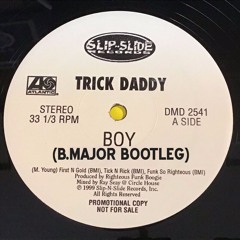 SLIP-N-SLIDE
RECORDS
ATLANTIC
TRICK DADDY
STEREO
33 1/3 RPM
DMD 2541
A SIDE
BOY
(B.MAJOR BOOTLEG)
(M. Young) First N Gold (BMI), Tick N Rick (BMI), Funk So Righteous (BMI)
Produced by Righteous Funk Boogie
Mixed by Ray Seay @ Circle House
℗ © 1999 Slip-N-Slide Records, Inc.
All Rights Reserved.
PROMOTIONAL COPY
NOT FOR SALE